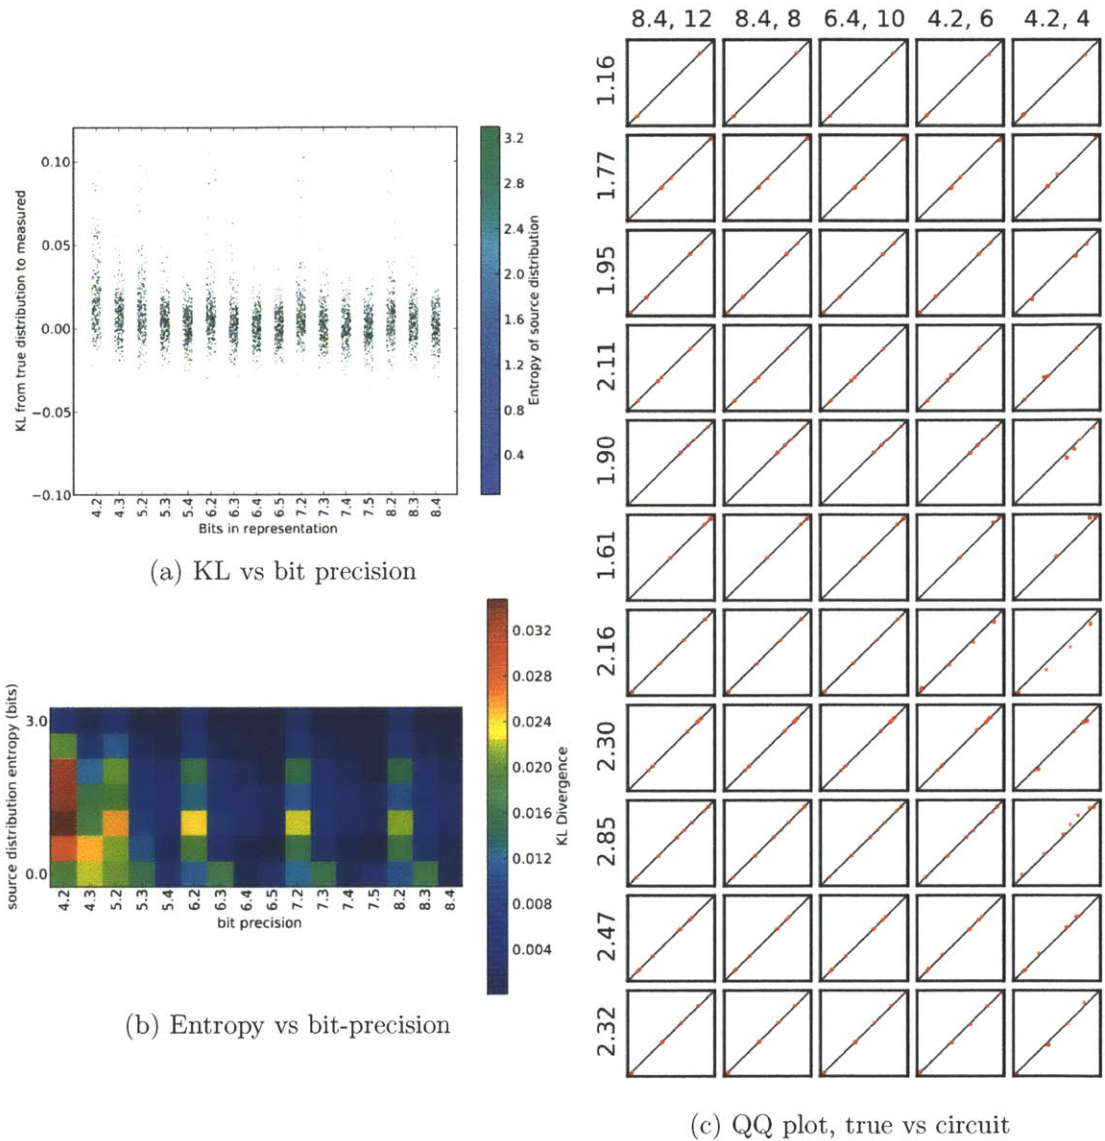 8.4, 12 8.4, 8 6.4, 10 4.2, 6 4.2, 4
0.10
0.05
0.00
−0.05
−0.10
KL from true distribution to measured
4.2 4.3 5.2 5.3 5.4 6.2 6.3 6.4 6.5 7.2 7.3 7.4 7.5 8.2 8.3 8.4
Bits in representation
3.2
2.8
2.4
2.0
1.6
1.2
0.8
0.4
Entropy of source distribution
(a) KL vs bit precision
source distribution entropy (bits)
3.0
0.0
4.2 4.3 5.2 5.3 5.4 6.2 6.3 6.4 6.5 7.2 7.3 7.4 7.5 8.2 8.3 8.4
bit precision
0.032
0.028
0.024
0.020
0.016
0.012
0.008
0.004
KL Divergence
(b) Entropy vs bit-precision
1.16
1.77
1.95
2.11
1.90
1.61
2.16
2.30
2.85
2.47
2.32
(c) QQ plot, true vs circuit